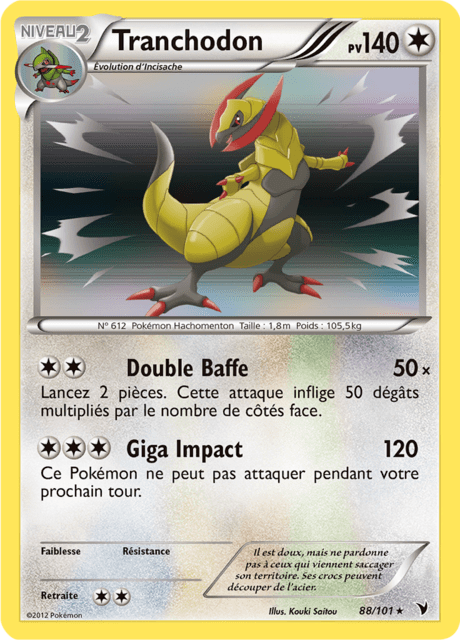 NIVEAU2
Tranchodon
PV140
Évolution d'Incisache
N° 612 Pokémon Hachomenton Taille : 1,8m Poids : 105,5kg
Double Baffe 50x
Lancez 2 pièces. Cette attaque inflige 50 dégâts
multipliés par le nombre de côtés face.
Giga Impact 120
Ce Pokémon ne peut pas attaquer pendant votre
prochain tour.
Faiblesse Résistance
Il est doux, mais ne pardonne
pas à ceux qui viennent saccager
son territoire. Ses crocs peuvent
découper de l'acier.
Retraite
©2012 Pokémon
Illus. Kouki Saitou
88/101 ★